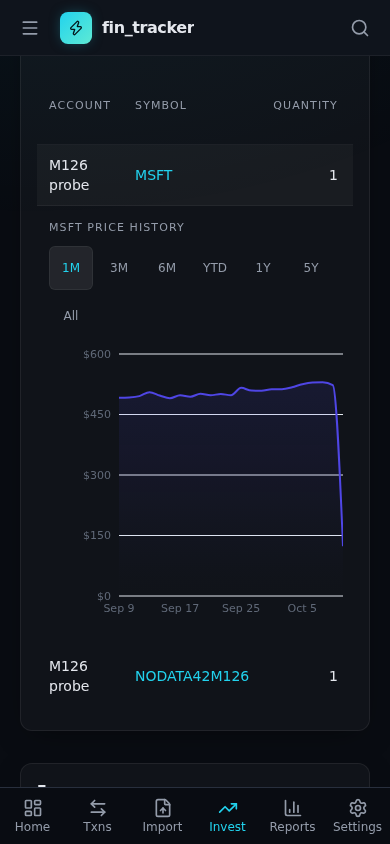 fin_tracker
ACCOUNT SYMBOL QUANTITY
M126
probe
MSFT 1
MSFT PRICE HISTORY
1M 3M 6M YTD 1Y 5Y
All
$600
$450
$300
$150
$0
Sep 9 Sep 17 Sep 25 Oct 5
M126
probe
NODATA42M126 1
Home Txns Import Invest Reports Settings